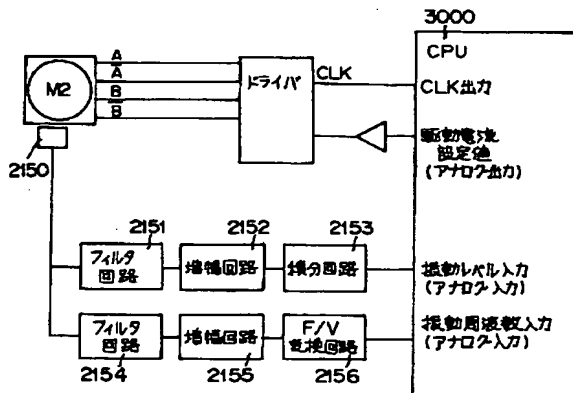 3000
CPU
A
A̅
B
B̅
M2
ドライバ
CLK
CLK出力
駆動電流
設定値
(アナログ出力)
2150
2151
2152
2153
フィルタ
回路
増幅回路
積分回路
振動レベル入力
(アナログ入力)
フィルタ
回路
増幅回路
F/V
変換回路
振動周波数入力
(アナログ入力)
2154
2155
2156